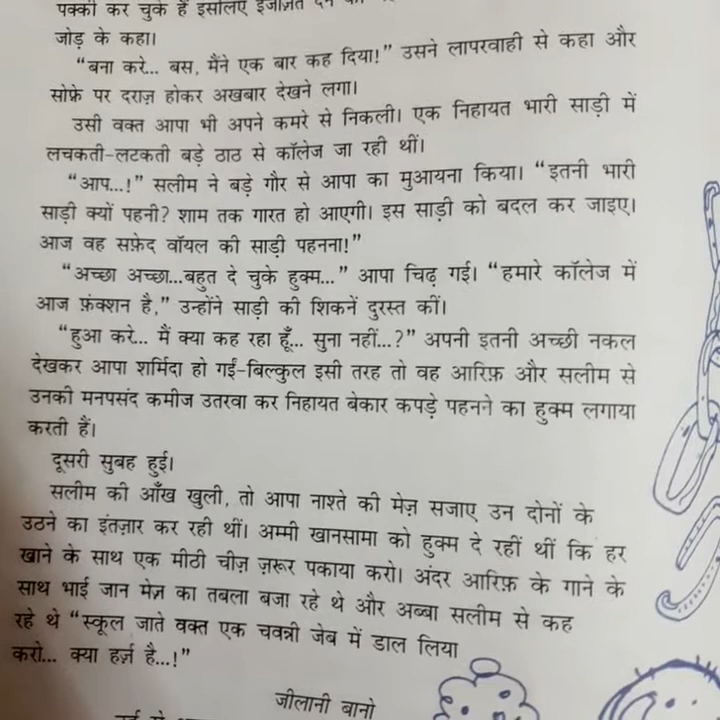 पक्की कर चुके हैं इसलिए इजाज़त देने
जोड़ के कहा।
“बना करे... बस, मैंने एक बार कह दिया!” उसने लापरवाही से कहा और
सोफ़े पर दराज़ होकर अखबार देखने लगा।
उसी वक्त आपा भी अपने कमरे से निकली। एक निहायत भारी साड़ी में
लचकती-लटकती बड़े ठाठ से कॉलेज जा रही थीं।
“आप...!” सलीम ने बड़े गौर से आपा का मुआयना किया। “इतनी भारी
साड़ी क्यों पहनी? शाम तक गारत हो आएगी। इस साड़ी को बदल कर जाइए।
आज वह सफ़ेद वॉयल की साड़ी पहनना!”
“अच्छा अच्छा...बहुत दे चुके हुक्म...” आपा चिढ़ गई। “हमारे कॉलेज में
आज फ़ंक्शन है,” उन्होंने साड़ी की शिकनें दुरस्त कीं।
“हुआ करे... मैं क्या कह रहा हूँ... सुना नहीं...?” अपनी इतनी अच्छी नकल
देखकर आपा शर्मिदा हो गईं-बिल्कुल इसी तरह तो वह आरिफ़ और सलीम से
उनकी मनपसंद कमीज उतरवा कर निहायत बेकार कपड़े पहनने का हुक्म लगाया
करती हैं।
दूसरी सुबह हुई।
सलीम की आँख खुली, तो आपा नाश्ते की मेज़ सजाए उन दोनों के
उठने का इंतज़ार कर रही थीं। अम्मी खानसामा को हुक्म दे रहीं थीं कि हर
खाने के साथ एक मीठी चीज़ ज़रूर पकाया करो। अंदर आरिफ़ के गाने के
साथ भाई जान मेज़ का तबला बजा रहे थे और अब्बा सलीम से कह
रहे थे “स्कूल जाते वक्त एक चवन्नी जेब में डाल लिया
करो... क्या हर्ज़ है...!”
जीलानी बानो